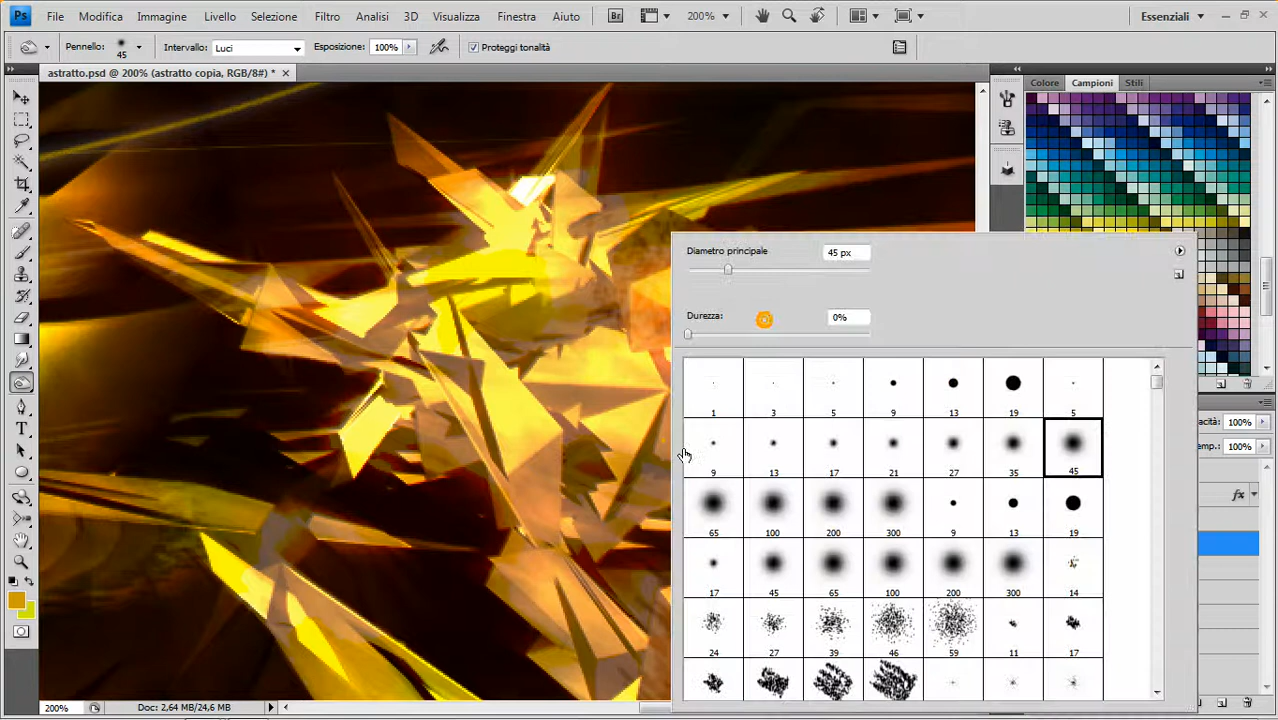 Ps File Modifica Immagine Livello Selezione Filtro Analisi 3D Visualizza Finestra Aiuto Br 200% Essenziali
Pennello: 45 Intervallo: Luci Esposizione: 100% Proteggi tonalità
astratto.psd @ 200% (astratto copia, RGB/8#) *
Colore Campioni Stili
Diametro principale 45 px
Durezza: 0%
1 3 5 9 13 19 5
9 13 17 21 27 35 45
65 100 200 300 9 13 19
17 45 65 100 200 300 14
24 27 39 46 59 11 17
acità: 100%
emp.: 100%
fx
T
200% Doc: 2,64 MB/24,6 MB